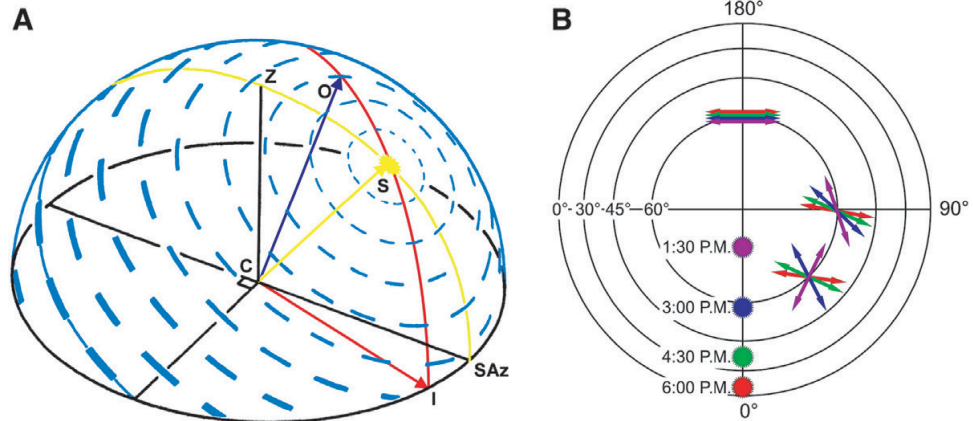 A
Z
O
S
C
SAz
I
B
180°
0°-30°-45°-60°
90°
1:30 P.M.
3:00 P.M.
4:30 P.M.
6:00 P.M.
0°